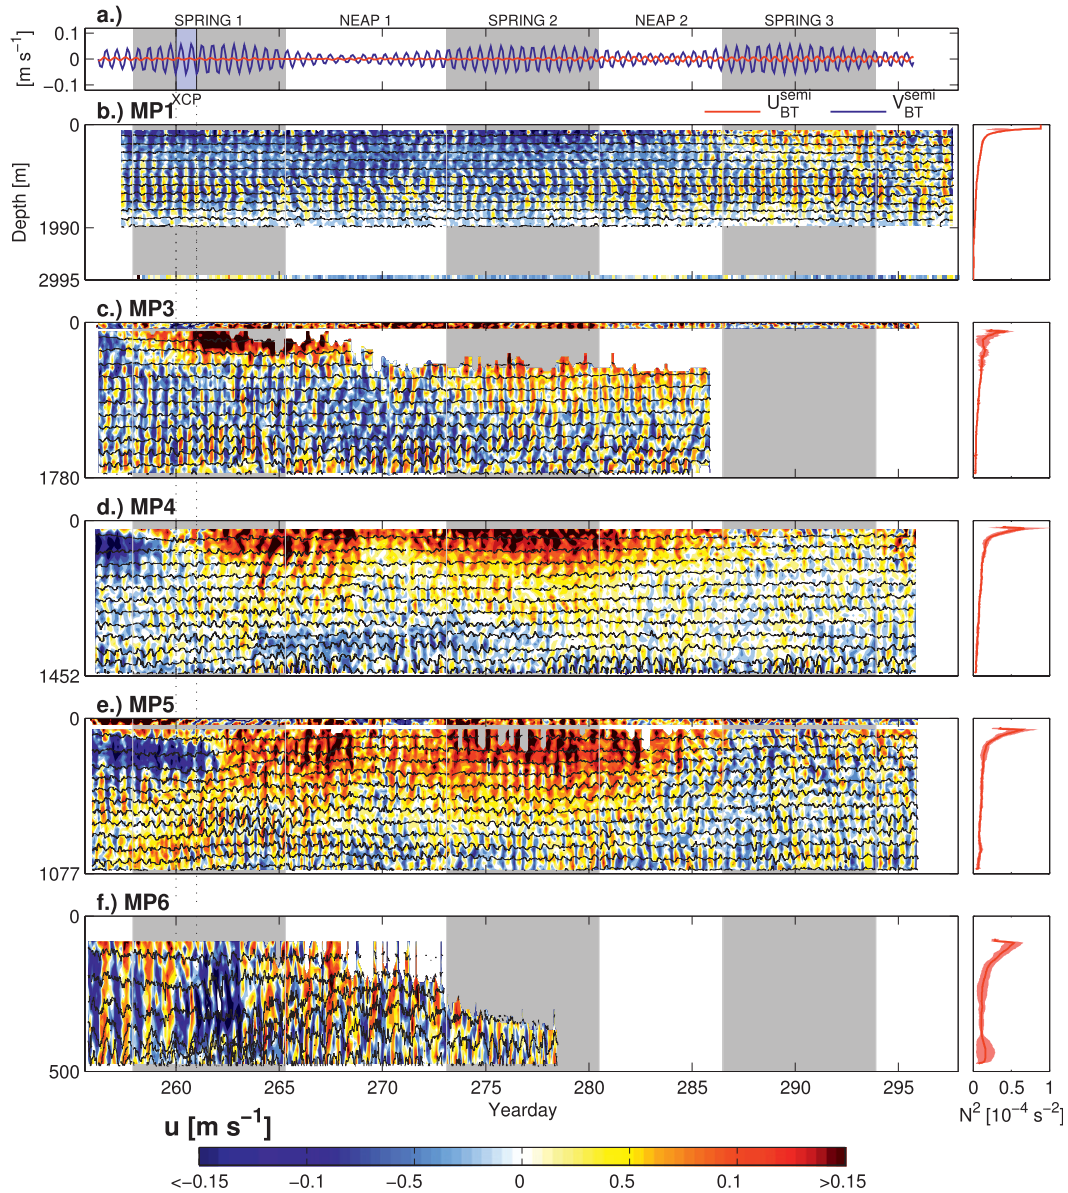 a.)
SPRING 1 NEAP 1 SPRING 2 NEAP 2 SPRING 3
[m s⁻¹]
0.1
0
−0.1
XCP
U_BT^semi V_BT^semi
b.) MP1
Depth [m]
0
1990
2995
c.) MP3
0
1780
d.) MP4
0
1452
e.) MP5
0
1077
f.) MP6
0
500
260 265 270 275 280 285 290 295
Yearday
0 0.5 1
N² [10⁻⁴ s⁻²]
u [m s⁻¹]
<−0.15 −0.1 −0.5 0 0.5 0.1 >0.15